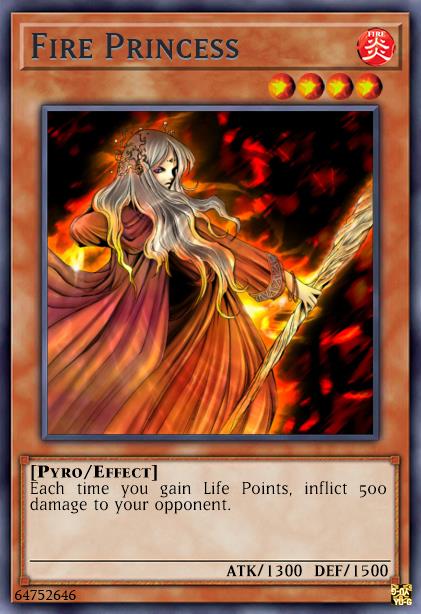 Fire Princess
FIRE
炎
[Pyro/Effect]
Each time you gain Life Points, inflict 500
damage to your opponent.
ATK/1300 DEF/1500
64752646